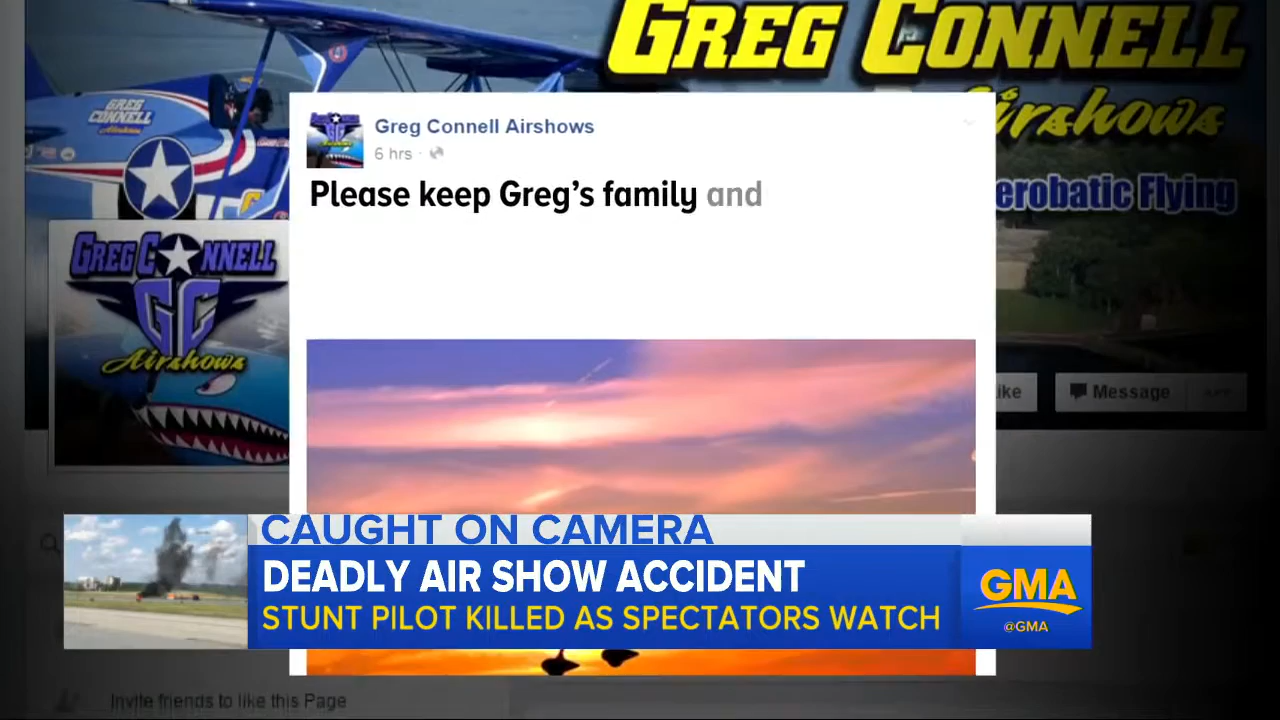 GREG CONNELL
Airshows
Aerobatic Flying
GREG
CONNELL
Airshows
Greg Connell Airshows
6 hrs ·
Please keep Greg’s family and
GREG CONNELL
GC
Airshows
Message
CAUGHT ON CAMERA
DEADLY AIR SHOW ACCIDENT
STUNT PILOT KILLED AS SPECTATORS WATCH
GMA
@GMA
Invite friends to like this Page